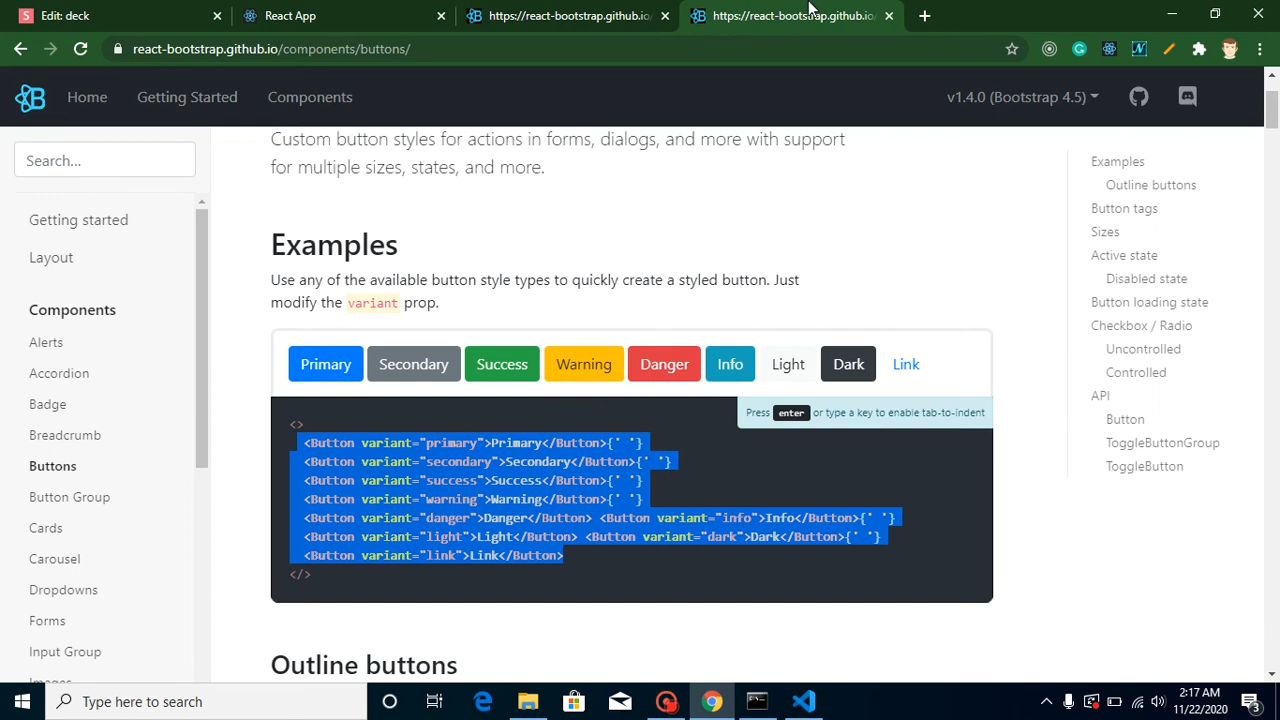 Edit: deck
React App
https://react-bootstrap.github.io/
https://react-bootstrap.github.io/
react-bootstrap.github.io/components/buttons/
Home
Getting Started
Components
v1.4.0 (Bootstrap 4.5)
Search...
Getting started
Layout
Components
Alerts
Accordion
Badge
Breadcrumb
Buttons
Button Group
Cards
Carousel
Dropdowns
Forms
Input Group
Images
Custom button styles for actions in forms, dialogs, and more with support
for multiple sizes, states, and more.
Examples
Use any of the available button style types to quickly create a styled button. Just
modify the variant prop.
Primary Secondary Success Warning Danger Info Light Dark Link
Press enter or type a key to enable tab-to-indent
<>
<Button variant="primary">Primary</Button>{' '}
<Button variant="secondary">Secondary</Button>{' '}
<Button variant="success">Success</Button>{' '}
<Button variant="warning">Warning</Button>{' '}
<Button variant="danger">Danger</Button> <Button variant="info">Info</Button>{' '}
<Button variant="light">Light</Button> <Button variant="dark">Dark</Button>{' '}
<Button variant="link">Link</Button>
</>
Outline buttons
Examples
Outline buttons
Button tags
Sizes
Active state
Disabled state
Button loading state
Checkbox / Radio
Uncontrolled
Controlled
API
Button
ToggleButtonGroup
ToggleButton
Type here to search
2:17 AM
11/22/2020
3